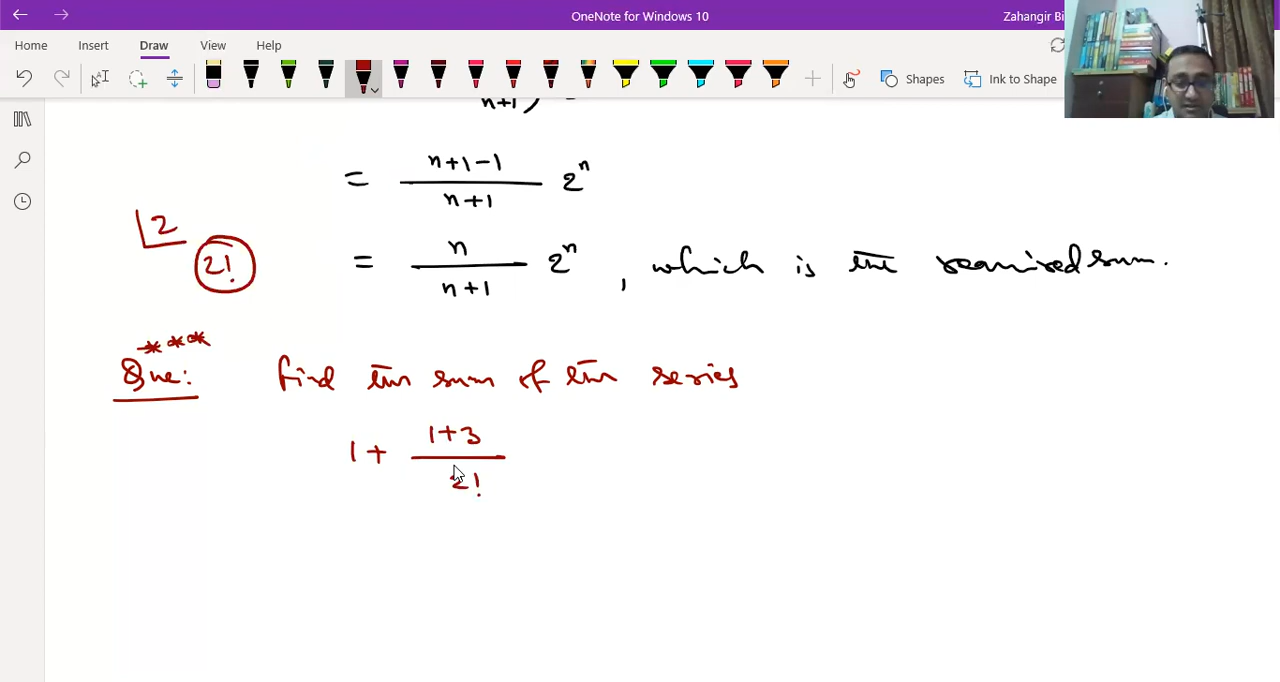 OneNote for Windows 10
Zahangir Bi
Home Insert Draw View Help
Shapes Ink to Shape
n+1) =
= n+1-1 / n+1 2^n
⌊2
2!
= n / n+1 2^n, which is the required sum.
***
Que: find the sum of the series
1 + 1+3 / 2!